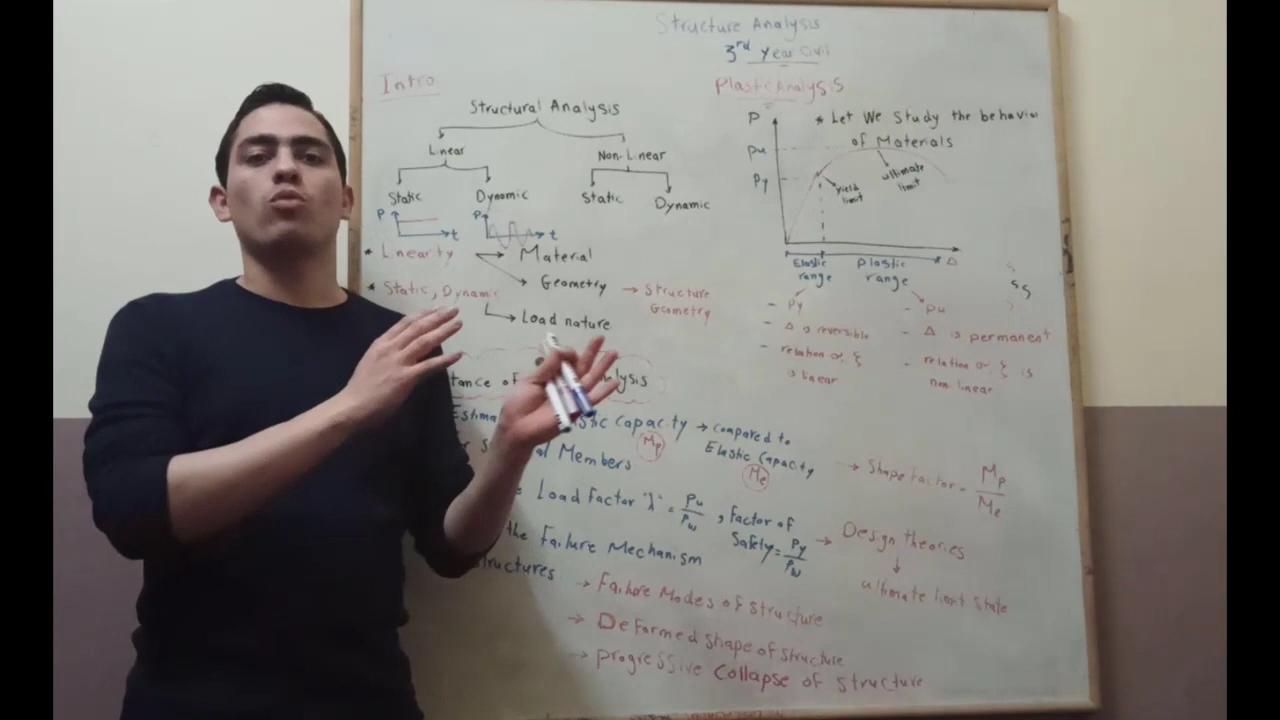 Structure Analysis
3rd Year Civil
Intro
Structural Analysis
Linear
Non-Linear
Static
Dynamic
Static
Dynamic
P
t
P
t
* Linearity
Material
Geometry → Structure Geometry
* Static, Dynamic
Load nature
Plastic Analysis
* Let We Study the behavior
of Materials
P
Pu
Py
yield
limit
ultimate
limit
Elastic
range
Plastic
range
Δ
- Py
- Δ is reversible
- relation
is linear
- Pu
- Δ is permanent
- relation is
non linear
Capacity → compared to
Elastic Capacity
Mp
Me
Members
→ Shape Factor = Mp/Me
Load Factor "λ" = Pu/Pw , Factor of
Safety = Py/Pw
→ Design theories
↓
ultimate limit state
the Failure Mechanism
→ Failure Modes of structure
→ Deformed shape of structure
→ progressive collapse of structure